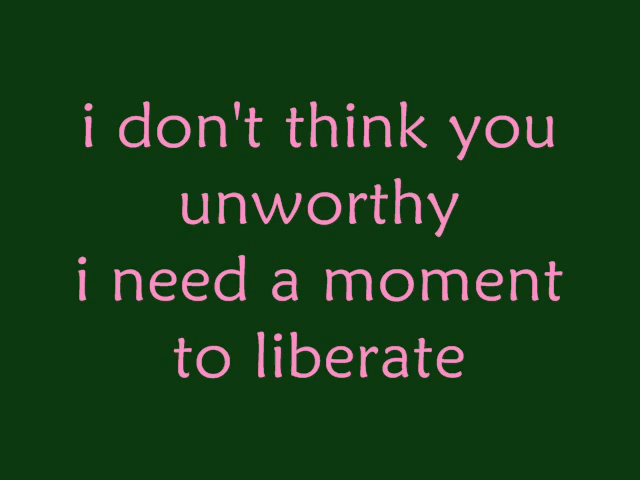 i don't think you
unworthy
i need a moment
to liberate